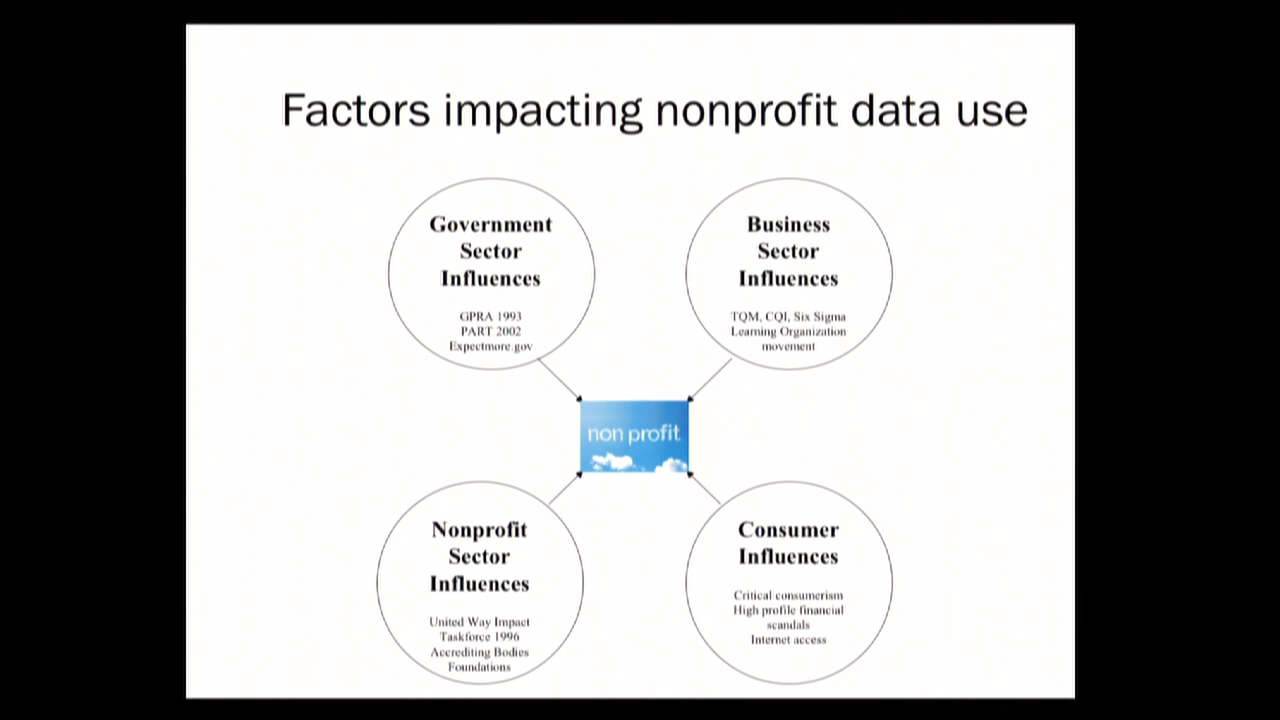 Factors impacting nonprofit data use
Government
Sector
Influences
GPRA 1993
PART 2002
Expectmore.gov
Business
Sector
Influences
TQM, CQI, Six Sigma
Learning Organization
movement
non profit
Nonprofit
Sector
Influences
United Way Impact
Taskforce 1996
Accrediting Bodies
Foundations
Consumer
Influences
Critical consumerism
High profile financial
scandals
Internet access